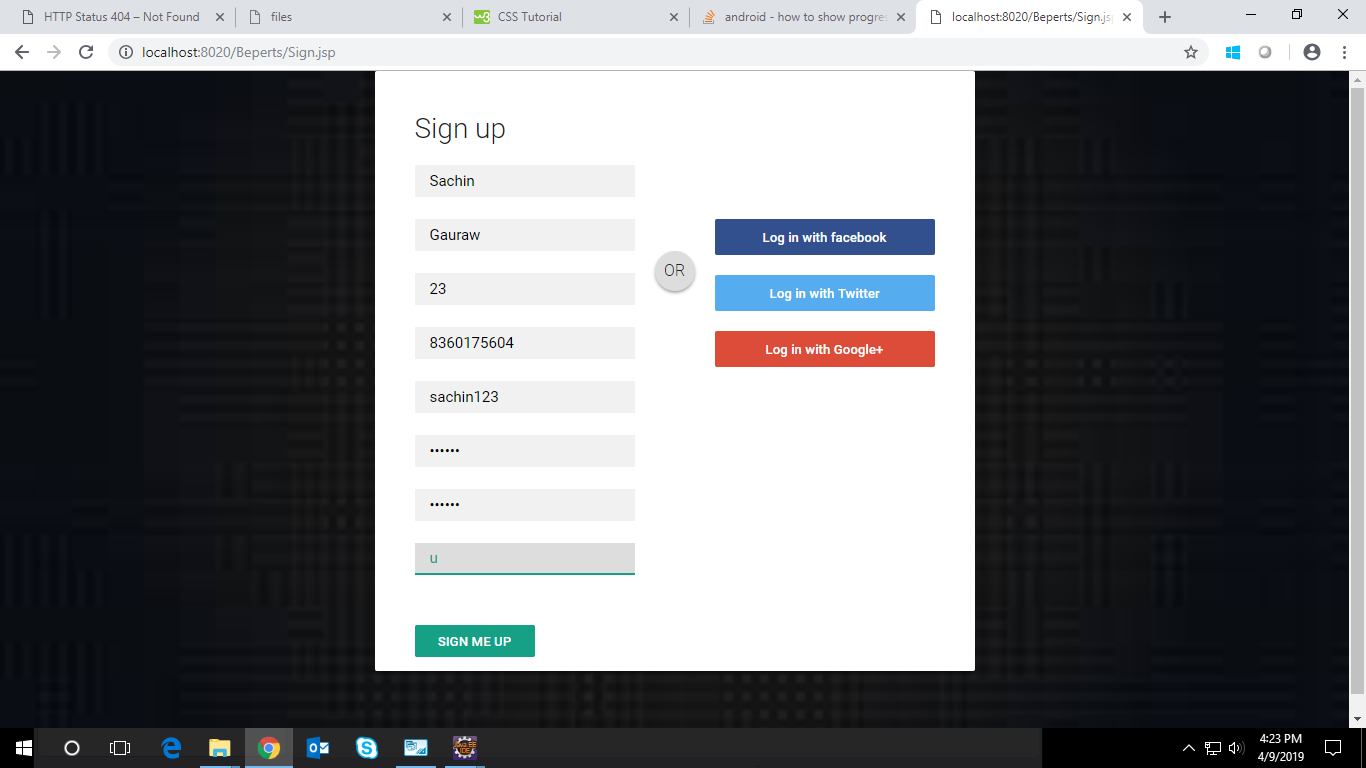 HTTP Status 404 – Not Found
files
CSS Tutorial
android - how to show progres
localhost:8020/Beperts/Sign.jsp
localhost:8020/Beperts/Sign.jsp
Sign up
Sachin
Gauraw
23
8360175604
sachin123
••••••
••••••
u
SIGN ME UP
OR
Log in with facebook
Log in with Twitter
Log in with Google+
4:23 PM
4/9/2019